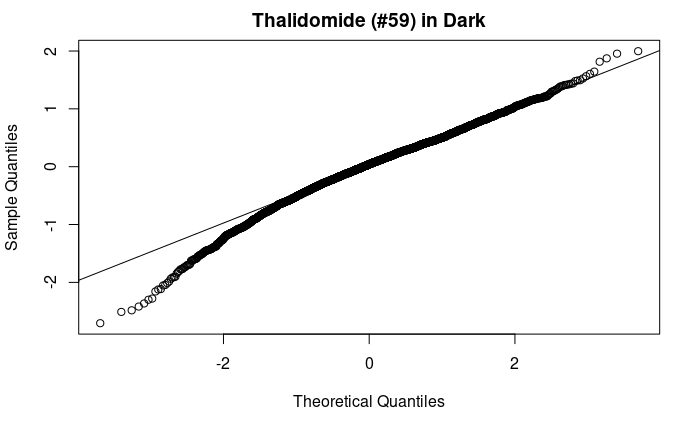 Thalidomide (#59) in Dark
Sample Quantiles
2
1
0
-1
-2
-2 0 2
Theoretical Quantiles